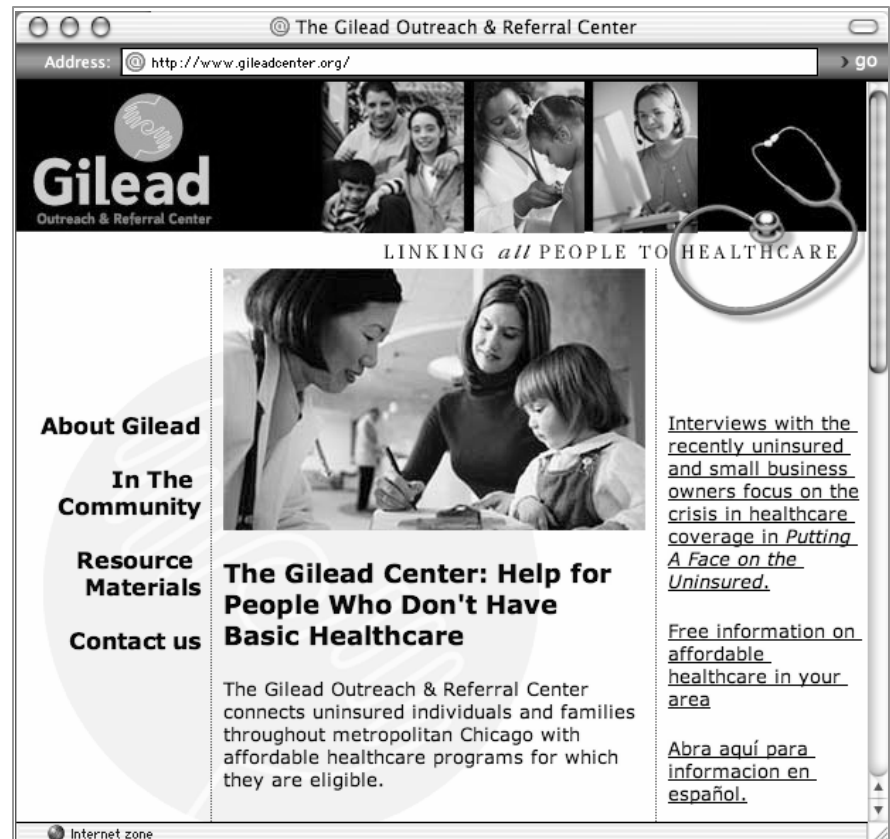 The Gilead Outreach & Referral Center
Address: http://www.gileadcenter.org/ › go
Gilead
Outreach & Referral Center
LINKING all PEOPLE TO HEALTHCARE
About Gilead
In The
Community
Resource
Materials
Contact us
The Gilead Center: Help for
People Who Don't Have
Basic Healthcare
The Gilead Outreach & Referral Center
connects uninsured individuals and families
throughout metropolitan Chicago with
affordable healthcare programs for which
they are eligible.
Interviews with the
recently uninsured
and small business
owners focus on the
crisis in healthcare
coverage in Putting
A Face on the
Uninsured.
Free information on
affordable
healthcare in your
area
Abra aquí para
informacion en
español.
Internet zone